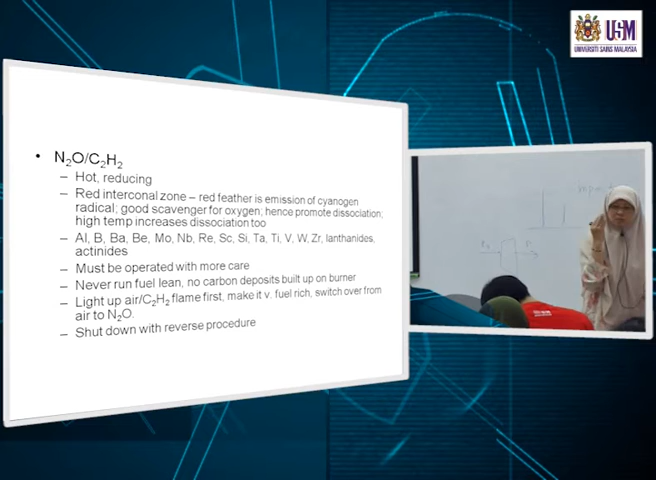 USM
UNIVERSITI SAINS MALAYSIA
• N₂O/C₂H₂
– Hot, reducing
– Red interconal zone – red feather is emission of cyanogen
radical; good scavenger for oxygen; hence promote dissociation;
high temp increases dissociation too
– Al, B, Ba, Be, Mo, Nb, Re, Sc, Si, Ta, Ti, V, W, Zr, lanthanides,
actinides
– Must be operated with more care
– Never run fuel lean, no carbon deposits built up on burner
– Light up air/C₂H₂ flame first, make it v. fuel rich, switch over from
air to N₂O.
– Shut down with reverse procedure